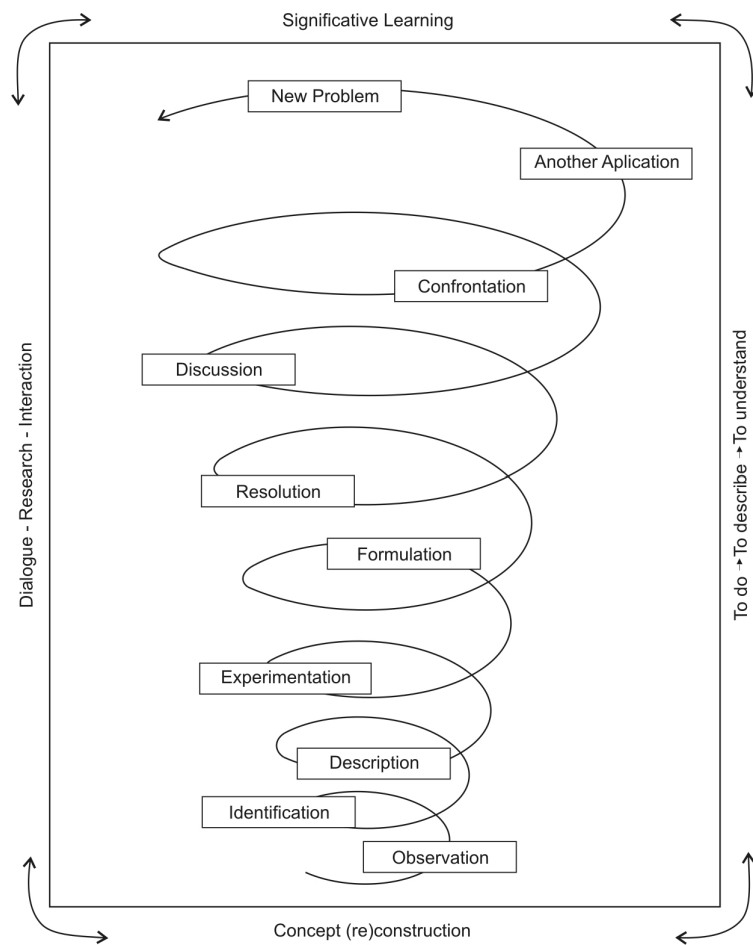 Significative Learning
New Problem
Another Aplication
Confrontation
Discussion
Resolution
Formulation
Experimentation
Description
Identification
Observation
Dialogue - Research - Interaction
To do → To describe → To understand
Concept (re)construction